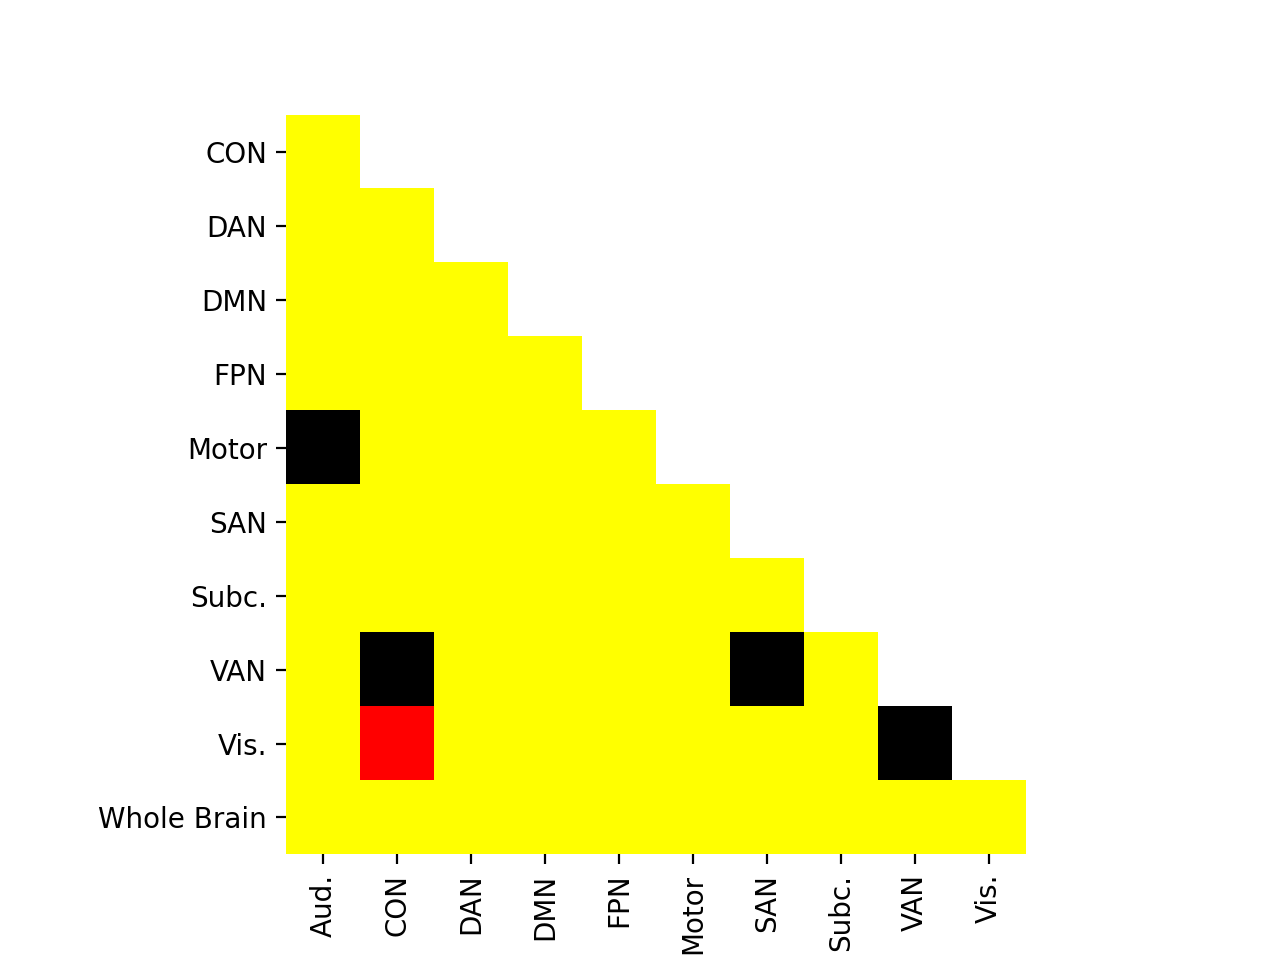 CON
DAN
DMN
FPN
Motor
SAN
Subc.
VAN
Vis.
Whole Brain
Aud.
CON
DAN
DMN
FPN
Motor
SAN
Subc.
VAN
Vis.